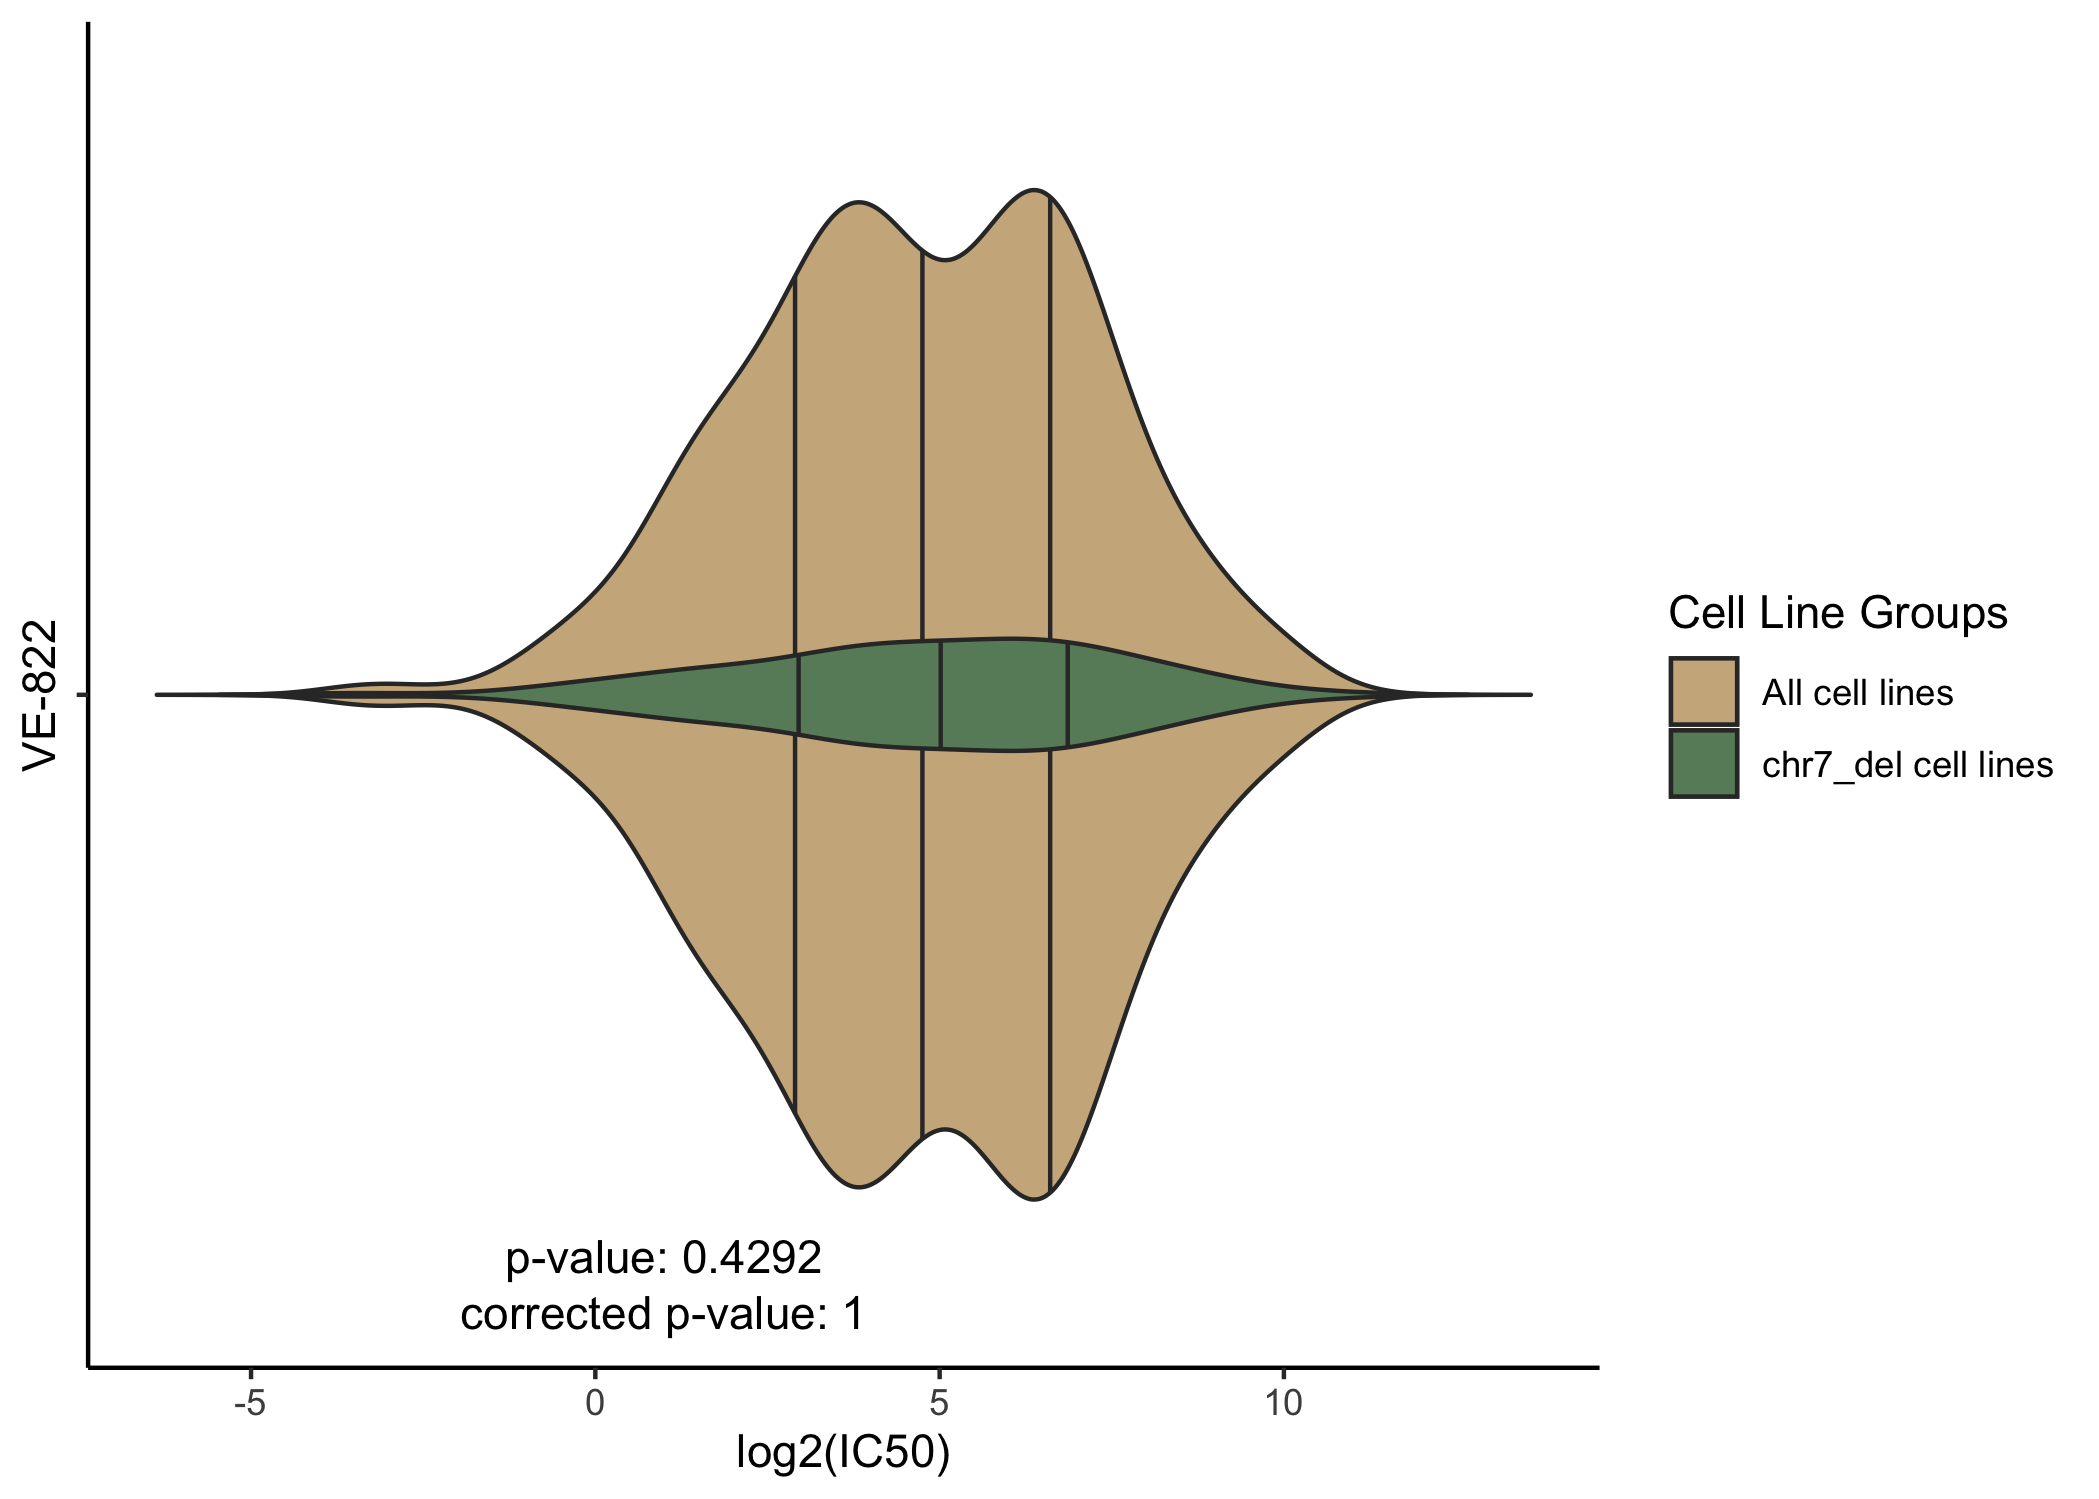 VE-822
Cell Line Groups
All cell lines
chr7_del cell lines
p-value: 0.4292
corrected p-value: 1
-5 0 5 10
log2(IC50)